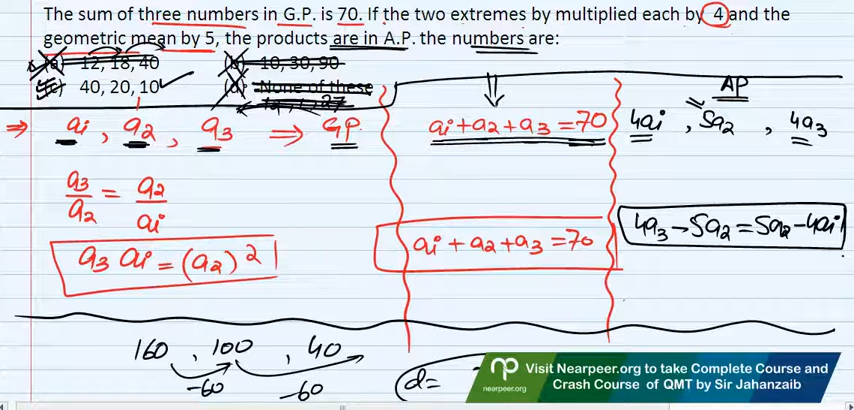 The sum of three numbers in G.P. is 70. If the two extremes by multiplied each by 4 and the
geometric mean by 5, the products are in A.P. the numbers are:
(a) 12, 18, 40 (b) 10, 30, 90
(c) 40, 20, 10 (d) None of these
AP
⇒ a1 , a2 , a3 ⇒ GP
a1 + a2 + a3 = 70
4a1 , 5a2 , 4a3
a3/a2 = a2/a1
a3 a1 = (a2)2
a1 + a2 + a3 = 70
4a3 - 5a2 = 5a2 - 4a1
160 , 100 , 40
-60 -60
d =
np
nearpeer.org
Visit Nearpeer.org to take Complete Course and
Crash Course of QMT by Sir Jahanzaib